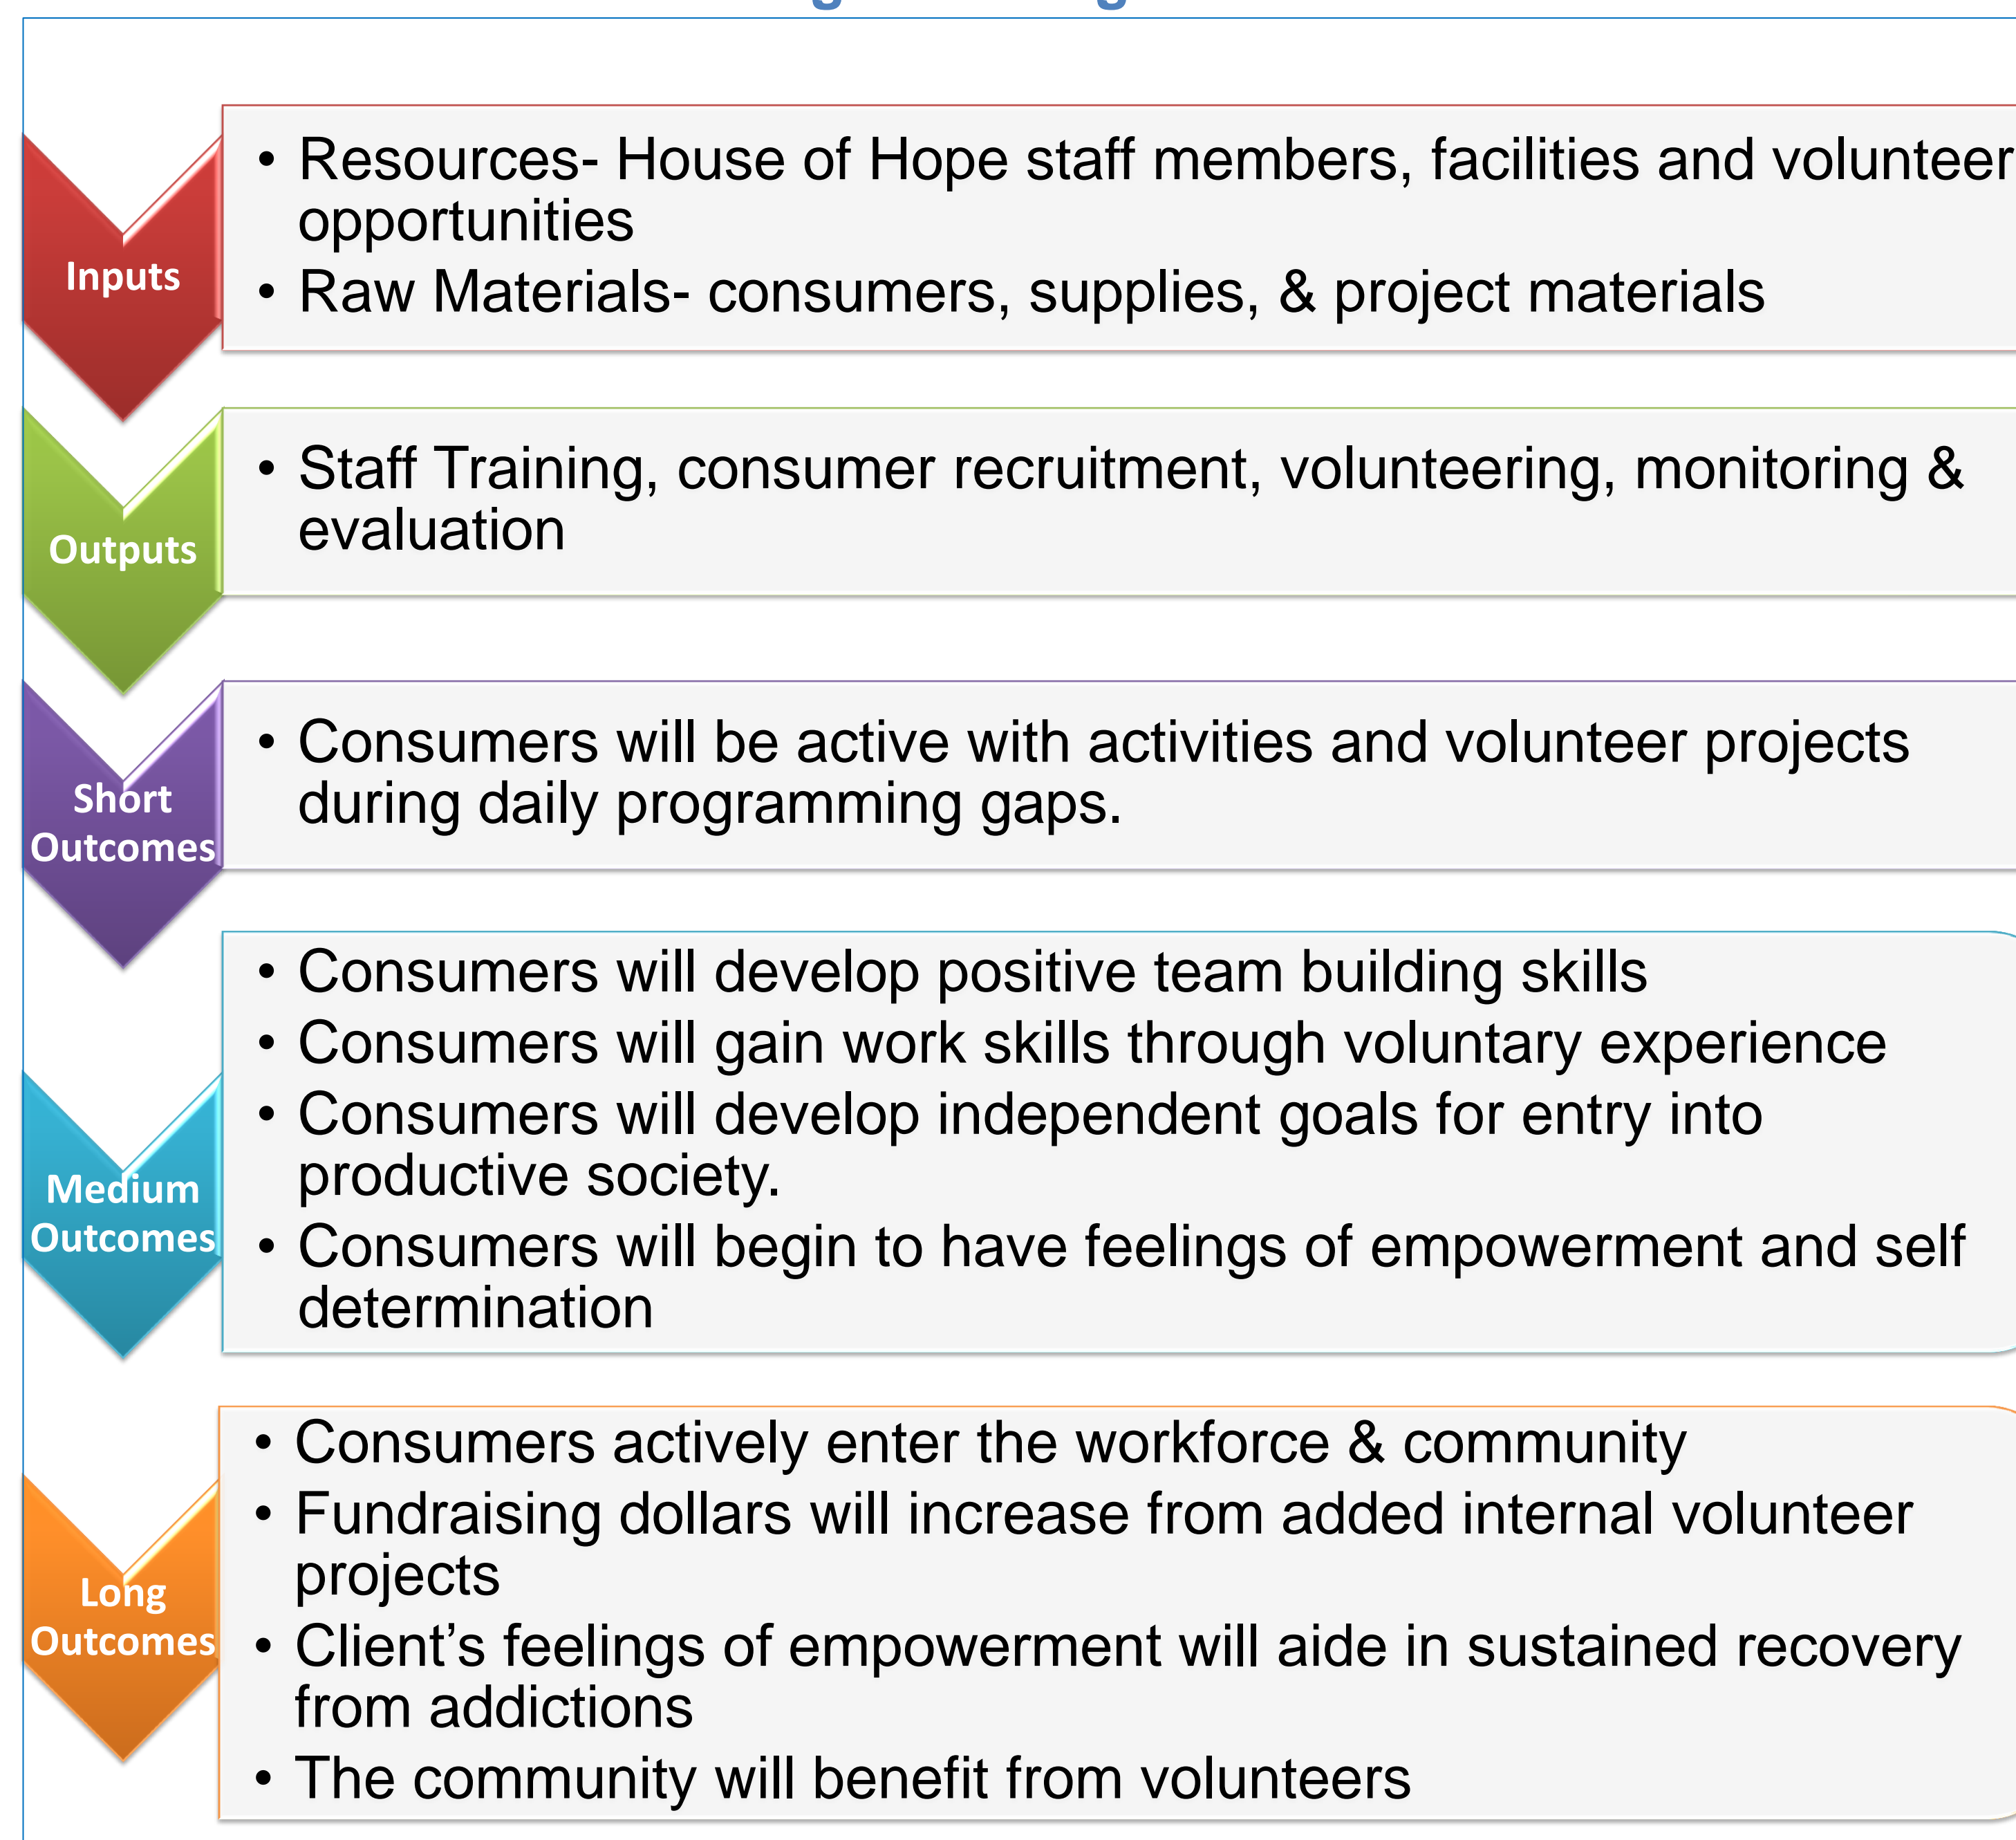 Inputs
• Resources- House of Hope staff members, facilities and volunteer
opportunities
• Raw Materials- consumers, supplies, & project materials
Outputs
• Staff Training, consumer recruitment, volunteering, monitoring &
evaluation
Short
Outcomes
• Consumers will be active with activities and volunteer projects
during daily programming gaps.
Medium
Outcomes
• Consumers will develop positive team building skills
• Consumers will gain work skills through voluntary experience
• Consumers will develop independent goals for entry into
productive society.
• Consumers will begin to have feelings of empowerment and self
determination
Long
Outcomes
• Consumers actively enter the workforce & community
• Fundraising dollars will increase from added internal volunteer
projects
• Client’s feelings of empowerment will aide in sustained recovery
from addictions
• The community will benefit from volunteers